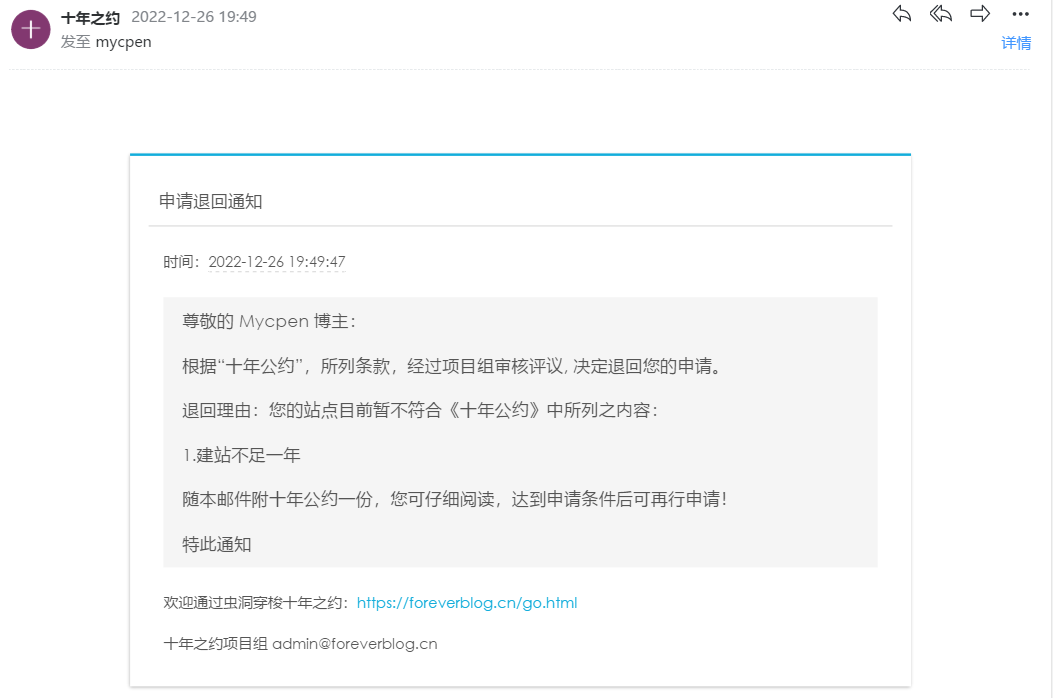 十年之约 2022-12-26 19:49
发至 mycpen
详情
申请退回通知
时间：2022-12-26 19:49:47
尊敬的 Mycpen 博主：
根据“十年公约”，所列条款，经过项目组审核评议, 决定退回您的申请。
退回理由：您的站点目前暂不符合《十年公约》中所列之内容：
1.建站不足一年
随本邮件附十年公约一份，您可仔细阅读，达到申请条件后可再行申请！
特此通知
欢迎通过虫洞穿梭十年之约：https://foreverblog.cn/go.html
十年之约项目组 admin@foreverblog.cn